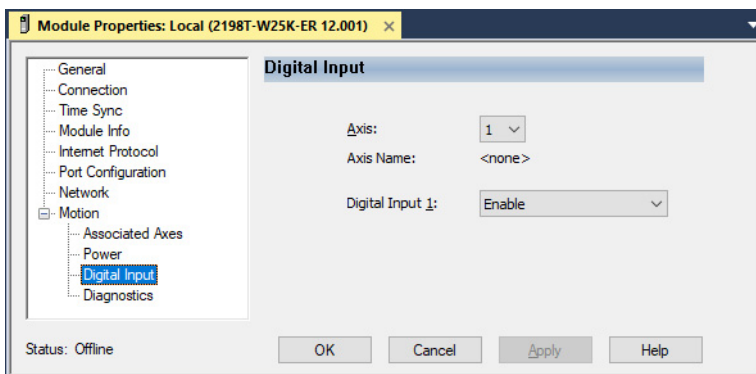 Module Properties: Local (2198T-W25K-ER 12.001)
General
Connection
Time Sync
Module Info
Internet Protocol
Port Configuration
Network
Motion
Associated Axes
Power
Digital Input
Diagnostics
Digital Input
Axis: 1
Axis Name: <none>
Digital Input 1: Enable
Status: Offline
OK Cancel Apply Help